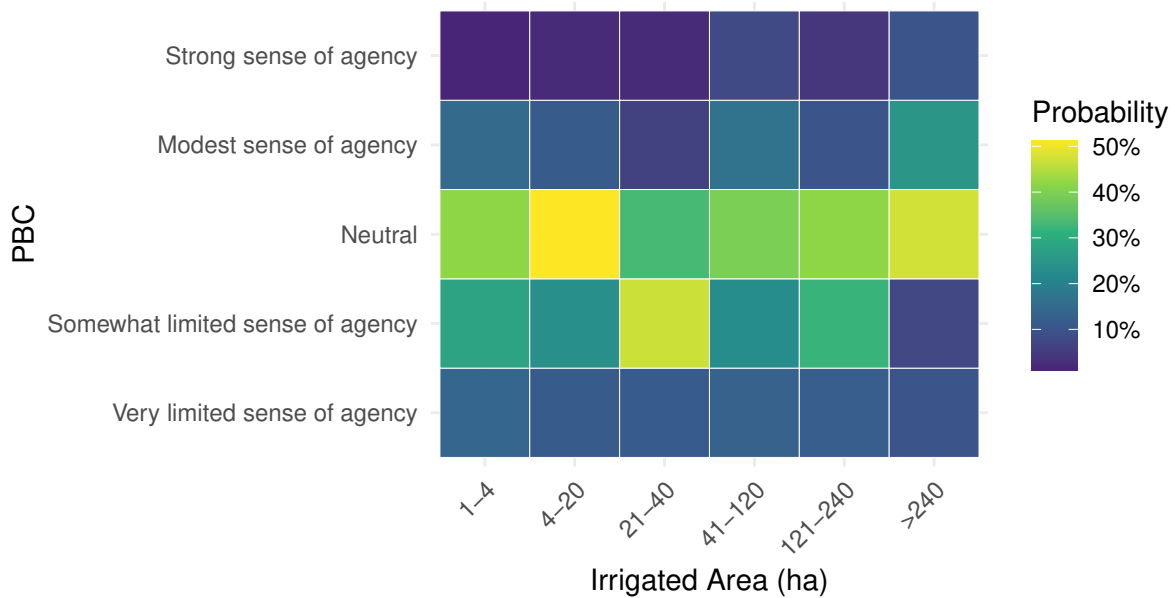 PBC
Strong sense of agency
Modest sense of agency
Neutral
Somewhat limited sense of agency
Very limited sense of agency
1–4
4–20
21–40
41–120
121–240
>240
Irrigated Area (ha)
Probability
50%
40%
30%
20%
10%